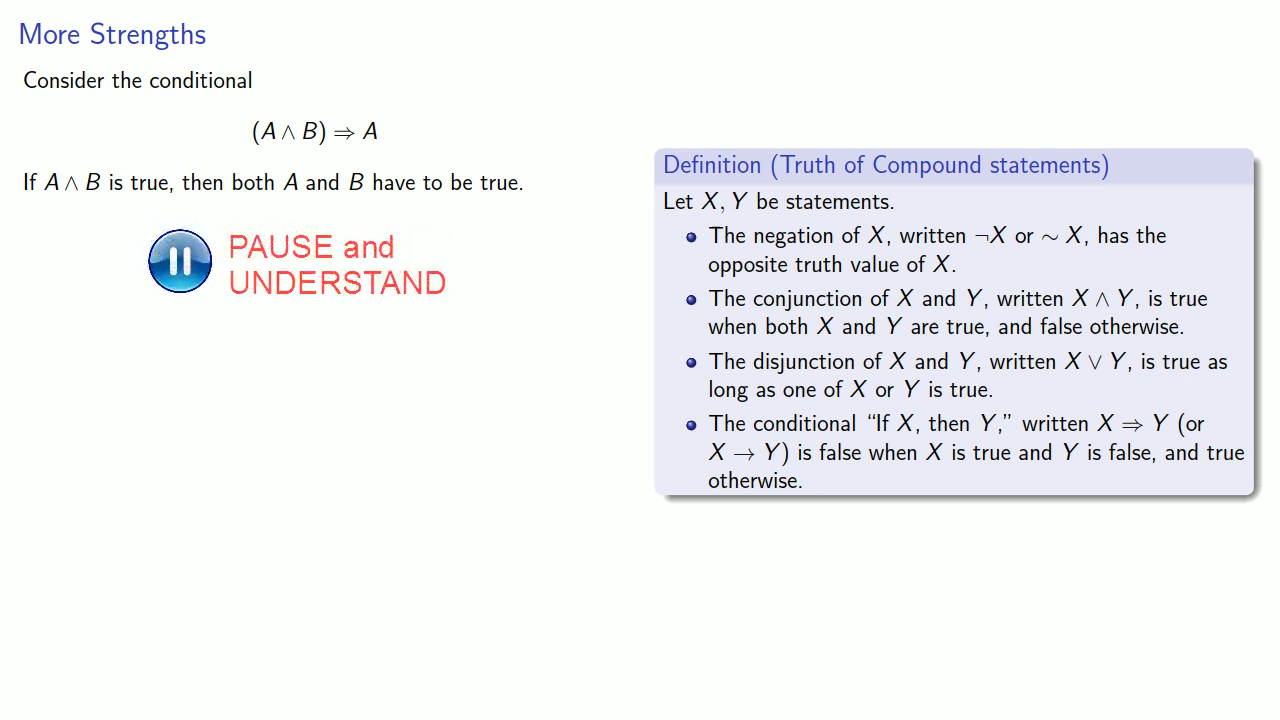 More Strengths
Consider the conditional
(A ∧ B) ⇒ A
If A ∧ B is true, then both A and B have to be true.
PAUSE and
UNDERSTAND
Definition (Truth of Compound statements)
Let X, Y be statements.
The negation of X, written ¬X or ∼ X, has the
opposite truth value of X.
The conjunction of X and Y, written X ∧ Y, is true
when both X and Y are true, and false otherwise.
The disjunction of X and Y, written X ∨ Y, is true as
long as one of X or Y is true.
The conditional “If X, then Y,” written X ⇒ Y (or
X → Y) is false when X is true and Y is false, and true
otherwise.